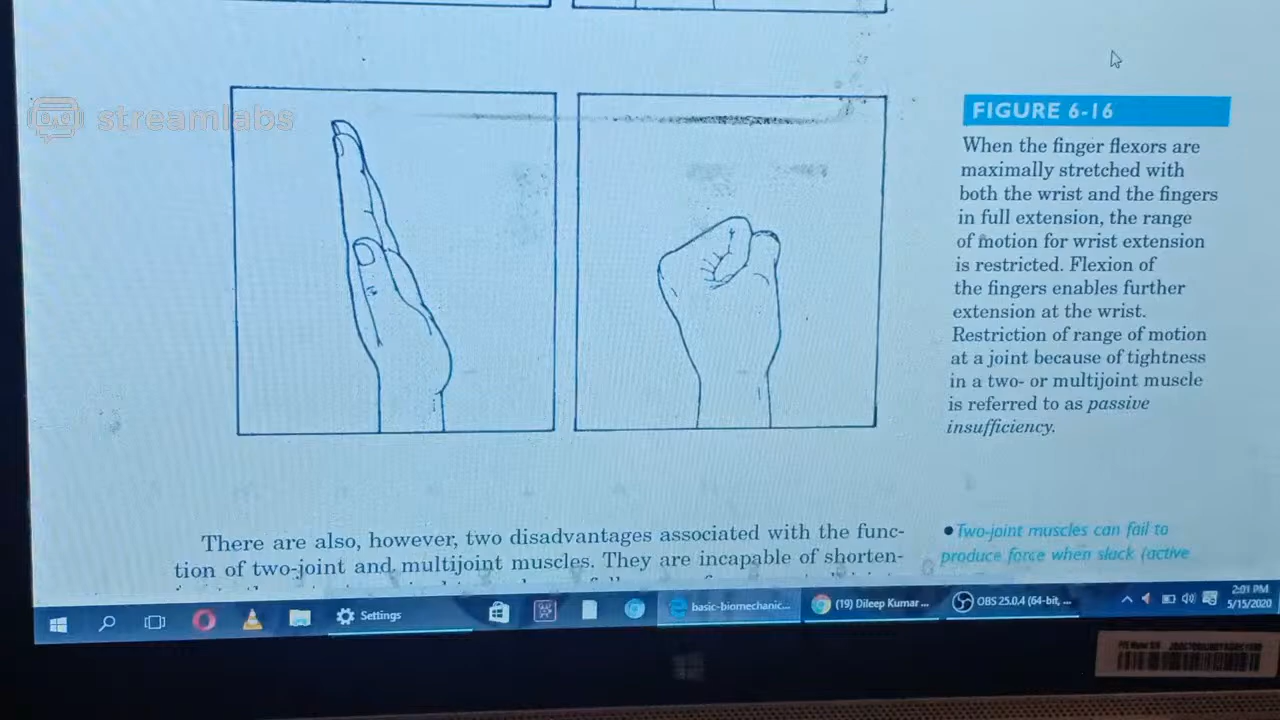 streamlabs
FIGURE 6-16
When the finger flexors are
maximally stretched with
both the wrist and the fingers
in full extension, the range
of motion for wrist extension
is restricted. Flexion of
the fingers enables further
extension at the wrist.
Restriction of range of motion
at a joint because of tightness
in a two- or multijoint muscle
is referred to as passive
insufficiency.
There are also, however, two disadvantages associated with the func-
tion of two-joint and multijoint muscles. They are incapable of shorten-
• Two-joint muscles can fail to
produce force when slack (active
Settings
basic-biomechanic...
(19) Dileep Kumar ...
OBS 25.0.4 (64-bit, ...
2:01 PM
5/15/2020